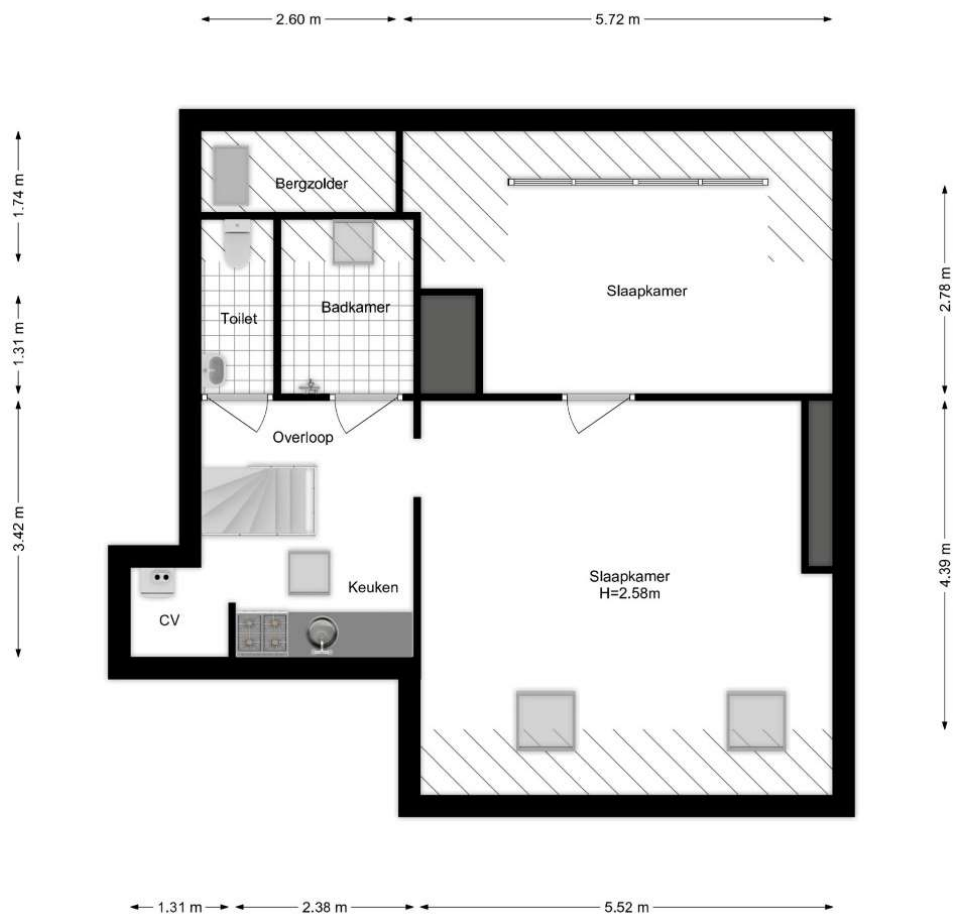 2.60 m
5.72 m
1.74 m
1.31 m
3.42 m
Bergzolder
Toilet
Badkamer
Slaapkamer
2.78 m
Overloop
Keuken
CV
Slaapkamer
H=2.58m
4.39 m
1.31 m
2.38 m
5.52 m